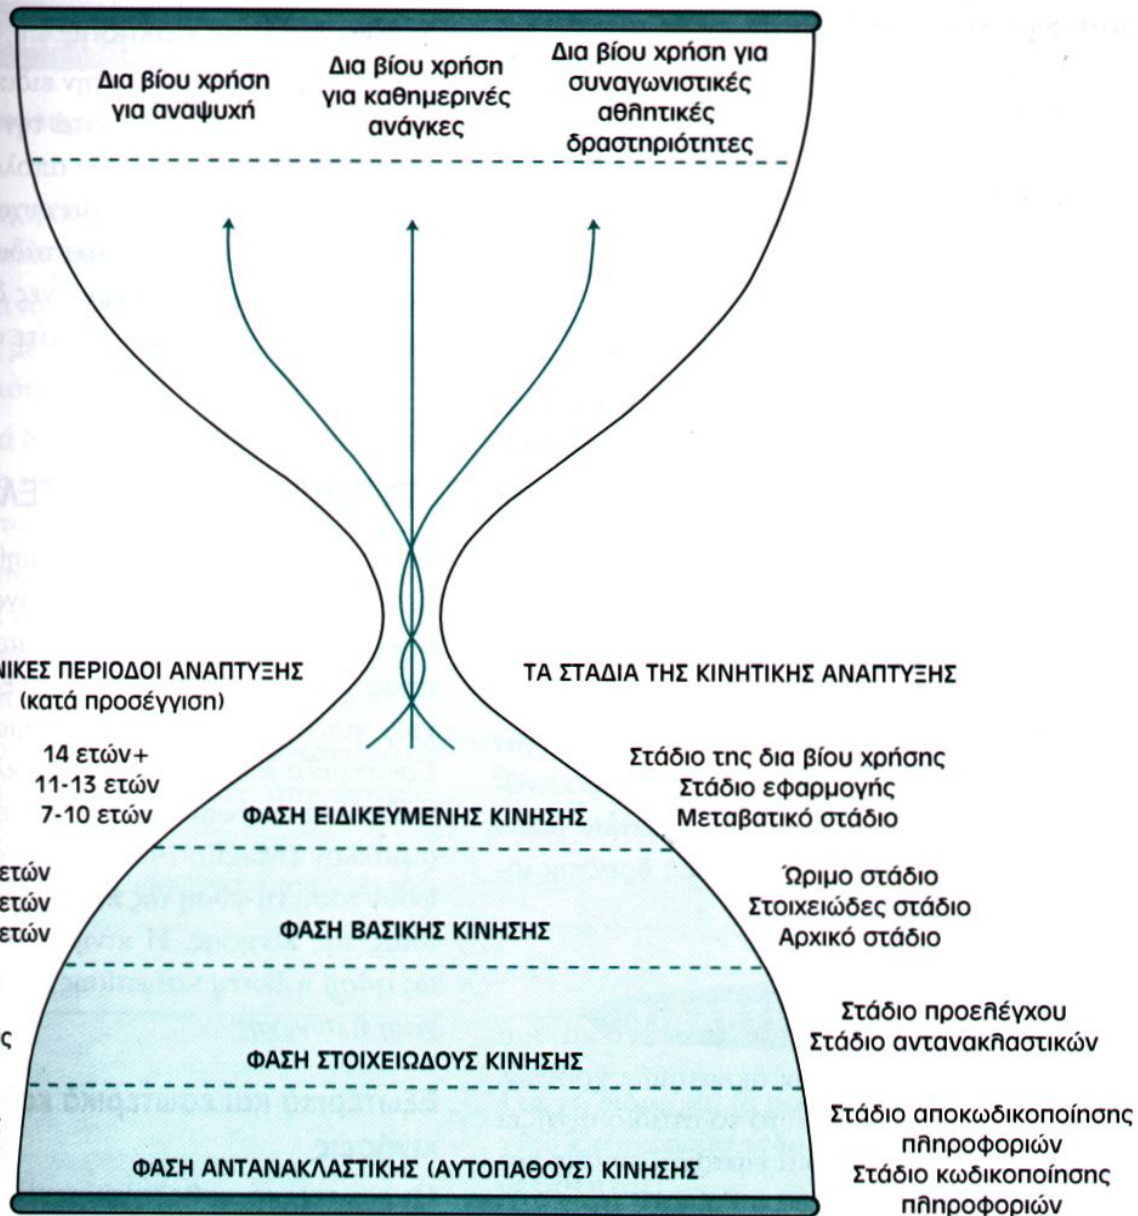 Δια βίου χρήση
για αναψυχή
Δια βίου χρήση
για καθημερινές
ανάγκες
Δια βίου χρήση για
συναγωνιστικές
αθλητικές
δραστηριότητες
ΠΕΡΙΟΔΟΙ ΑΝΑΠΤΥΞΗΣ
(κατά προσέγγιση)
ΤΑ ΣΤΑΔΙΑ ΤΗΣ ΚΙΝΗΤΙΚΗΣ ΑΝΑΠΤΥΞΗΣ
14 ετών+
11-13 ετών
7-10 ετών
ΦΑΣΗ ΕΙΔΙΚΕΥΜΕΝΗΣ ΚΙΝΗΣΗΣ
Στάδιο της δια βίου χρήσης
Στάδιο εφαρμογής
Μεταβατικό στάδιο
ετών
ετών
ετών
ΦΑΣΗ ΒΑΣΙΚΗΣ ΚΙΝΗΣΗΣ
Ώριμο στάδιο
Στοιχειώδες στάδιο
Αρχικό στάδιο
ΦΑΣΗ ΣΤΟΙΧΕΙΩΔΟΥΣ ΚΙΝΗΣΗΣ
Στάδιο προελέγχου
Στάδιο αντανακλαστικών
ΦΑΣΗ ΑΝΤΑΝΑΚΛΑΣΤΙΚΗΣ (ΑΥΤΟΠΑΘΟΥΣ) ΚΙΝΗΣΗΣ
Στάδιο αποκωδικοποίησης
πληροφοριών
Στάδιο κωδικοποίησης
πληροφοριών